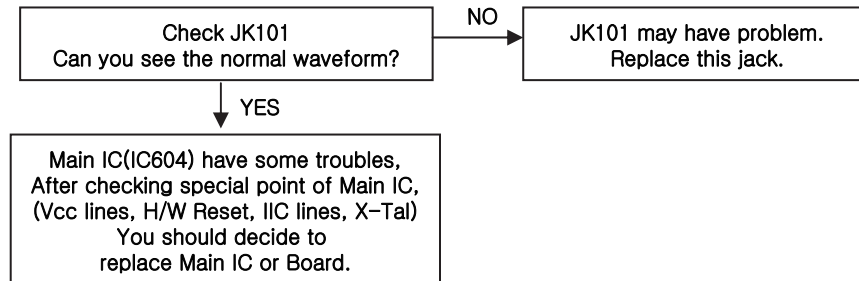 Check JK101
Can you see the normal waveform?
NO
JK101 may have problem.
Replace this jack.
YES
Main IC(IC604) have some troubles,
After checking special point of Main IC,
(Vcc lines, H/W Reset, IIC lines, X-Tal)
You should decide to
replace Main IC or Board.